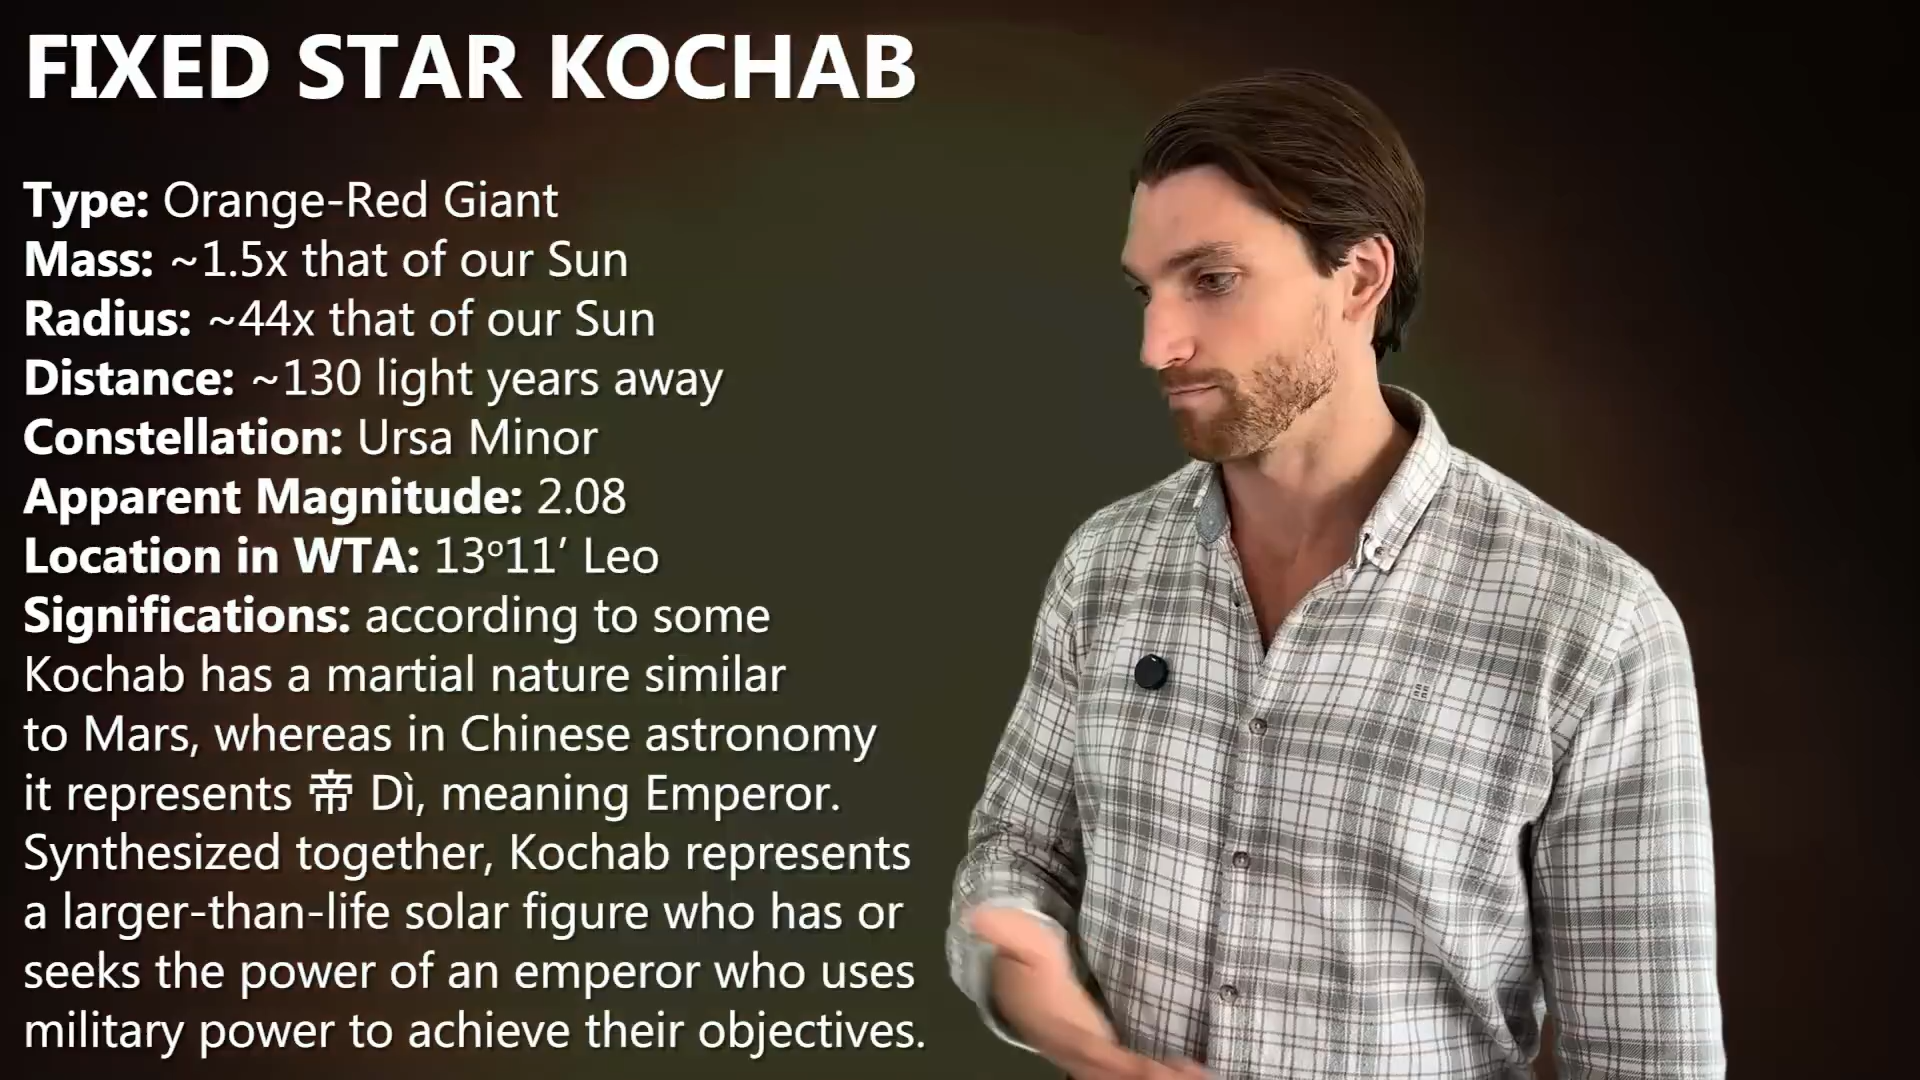 FIXED STAR KOCHAB
Type: Orange-Red Giant
Mass: ~1.5x that of our Sun
Radius: ~44x that of our Sun
Distance: ~130 light years away
Constellation: Ursa Minor
Apparent Magnitude: 2.08
Location in WTA: 13º11’ Leo
Significations: according to some
Kochab has a martial nature similar
to Mars, whereas in Chinese astronomy
it represents 帝 Dì, meaning Emperor.
Synthesized together, Kochab represents
a larger-than-life solar figure who has or
seeks the power of an emperor who uses
military power to achieve their objectives.